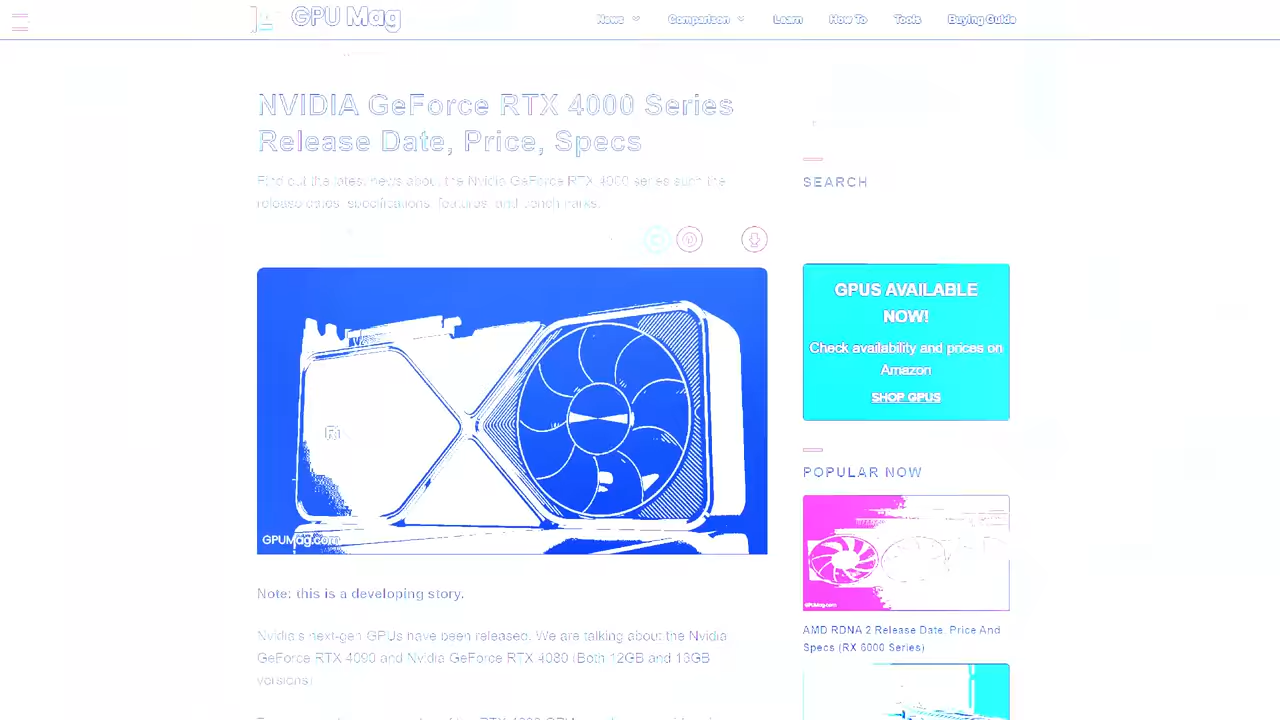 GPU Mag
News
Comparison
Learn
How To
Tools
Buying Guide
NVIDIA GeForce RTX 4000 Series
Release Date, Price, Specs
Find out the latest news about the Nvidia GeForce RTX 4000 series such the
release dates, specifications, features, and benchmarks.
SEARCH
GPUS AVAILABLE
NOW!
Check availability and prices on
Amazon
SHOP GPUS
GPUMag.com
POPULAR NOW
GPUMag.com
AMD RDNA 2 Release Date, Price And
Specs (RX 6000 Series)
Note: this is a developing story.
Nvidia's next-gen GPUs have been released. We are talking about the Nvidia
GeForce RTX 4090 and Nvidia GeForce RTX 4080 (Both 12GB and 16GB
versions)